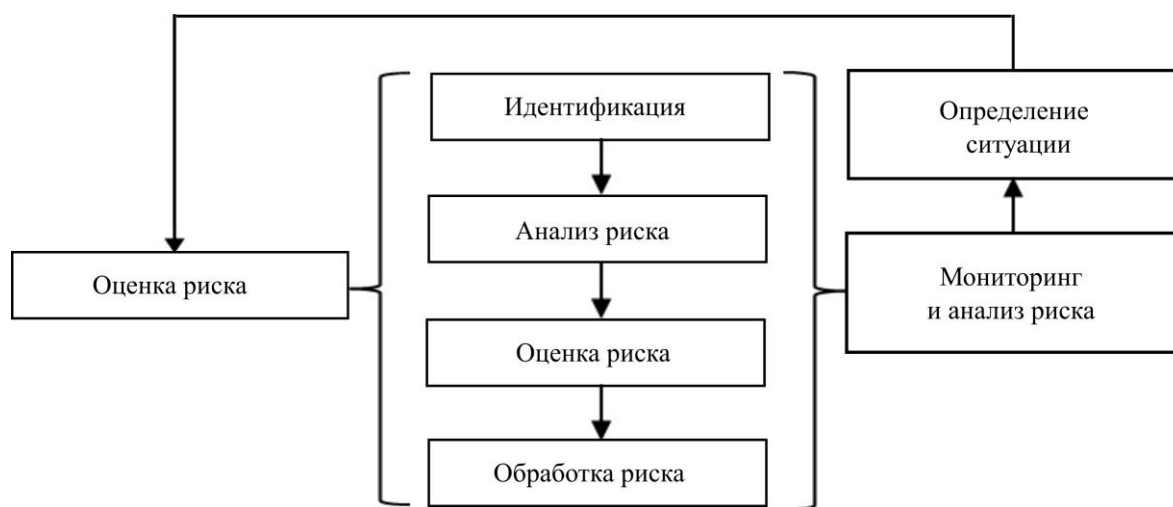 Идентификация
Анализ риска
Оценка риска
Обработка риска
Оценка риска
Определение
ситуации
Мониторинг
и анализ риска